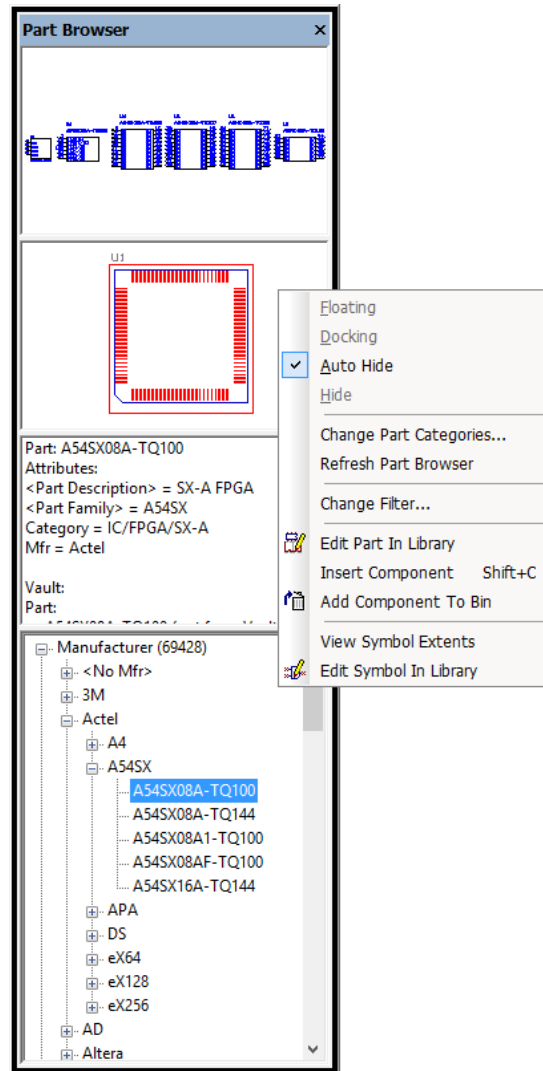 Part Browser
U1
Part: A54SX08A-TQ100
Attributes:
<Part Description> = SX-A FPGA
<Part Family> = A54SX
Category = IC/FPGA/SX-A
Mfr = Actel
Vault:
Part:
Manufacturer (69428)
<No Mfr>
3M
Actel
A4
A54SX
A54SX08A-TQ100
A54SX08A-TQ144
A54SX08A1-TQ100
A54SX08AF-TQ100
A54SX16A-TQ144
APA
DS
eX64
eX128
eX256
AD
Altera
Floating
Docking
Auto Hide
Hide
Change Part Categories...
Refresh Part Browser
Change Filter...
Edit Part In Library
Insert Component Shift+C
Add Component To Bin
View Symbol Extents
Edit Symbol In Library